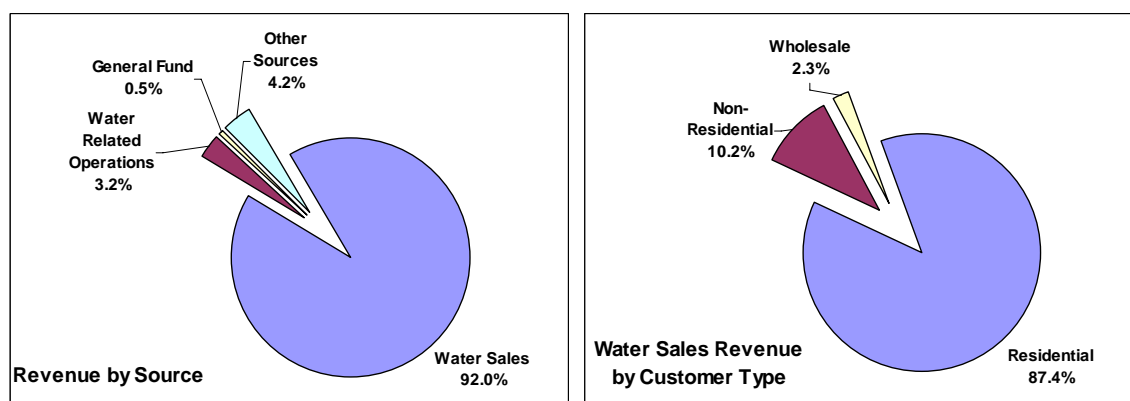 Other
Sources
4.2%
General Fund
0.5%
Water
Related
Operations
3.2%
Water Sales
92.0%
Revenue by Source
Wholesale
2.3%
Non-
Residential
10.2%
Residential
87.4%
Water Sales Revenue
by Customer Type